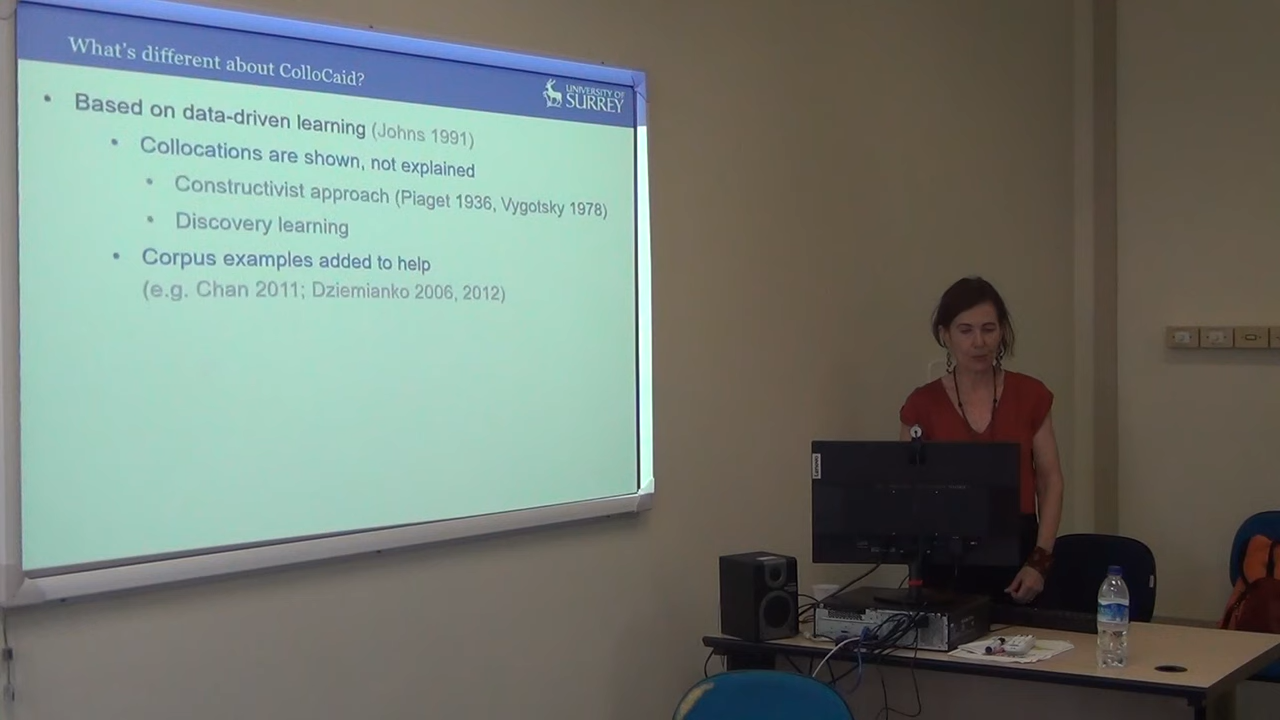 What's different about ColloCaid?
UNIVERSITY OF
SURREY
• Based on data-driven learning (Johns 1991)
• Collocations are shown, not explained
• Constructivist approach (Piaget 1936, Vygotsky 1978)
• Discovery learning
• Corpus examples added to help
(e.g. Chan 2011; Dziemianko 2006, 2012)
Lenovo